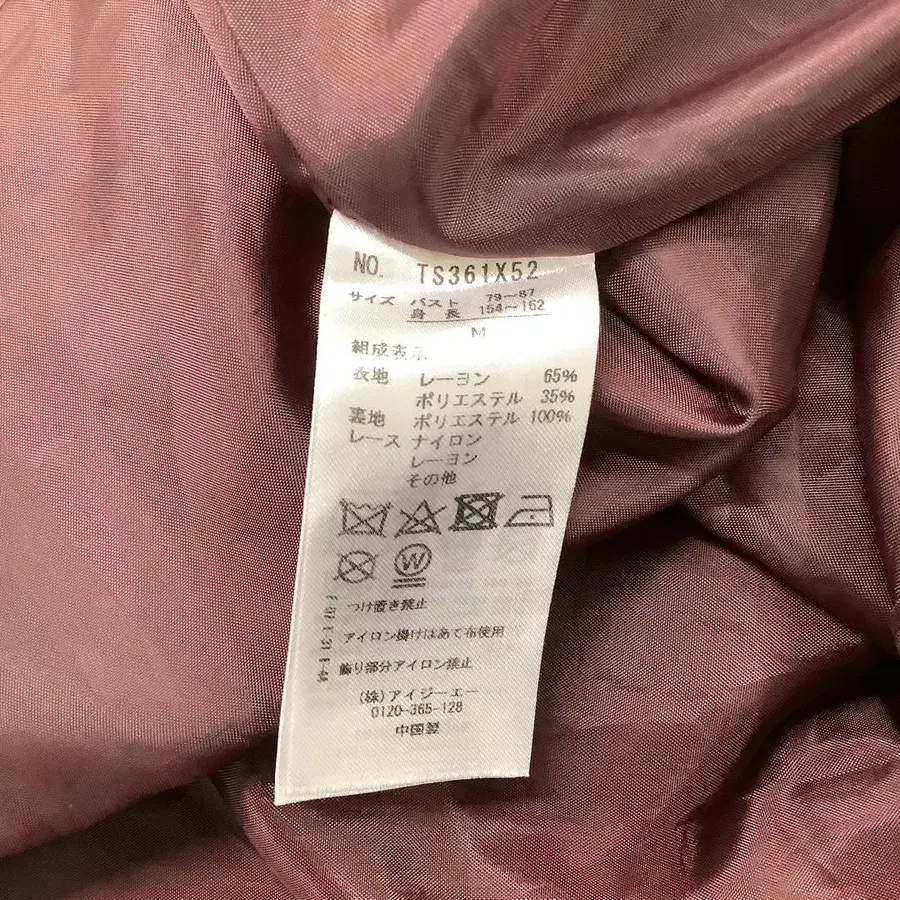 NO. TS361X52
サイズ バスト 79~87
身長 154~162
M
組成表示
表地 レーヨン 65%
ポリエステル 35%
裏地 ポリエステル 100%
レース ナイロン
レーヨン
その他
W
つけ置き禁止
アイロン掛けはあて布使用
飾り部分アイロン禁止
(株)アイジーエー
0120-365-128
中国製